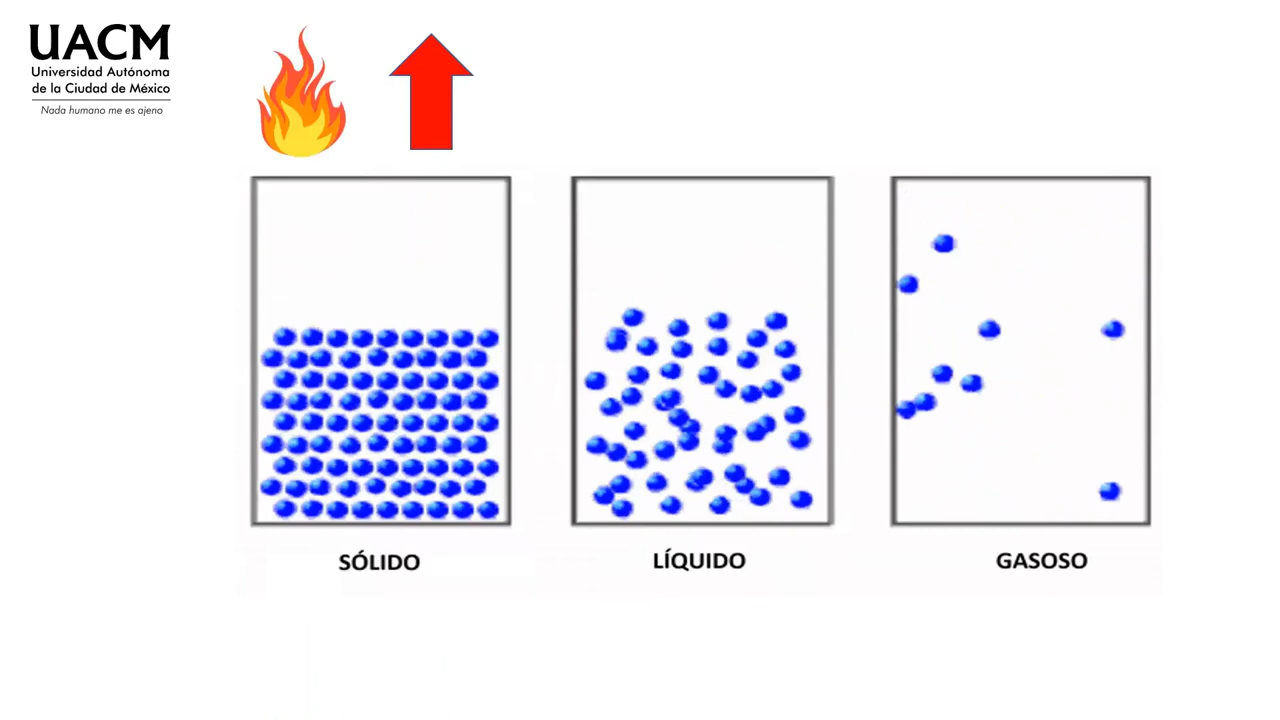 UACM
Universidad Autónoma
de la Ciudad de México
Nada humano me es ajeno
SÓLIDO
LÍQUIDO
GASOSO